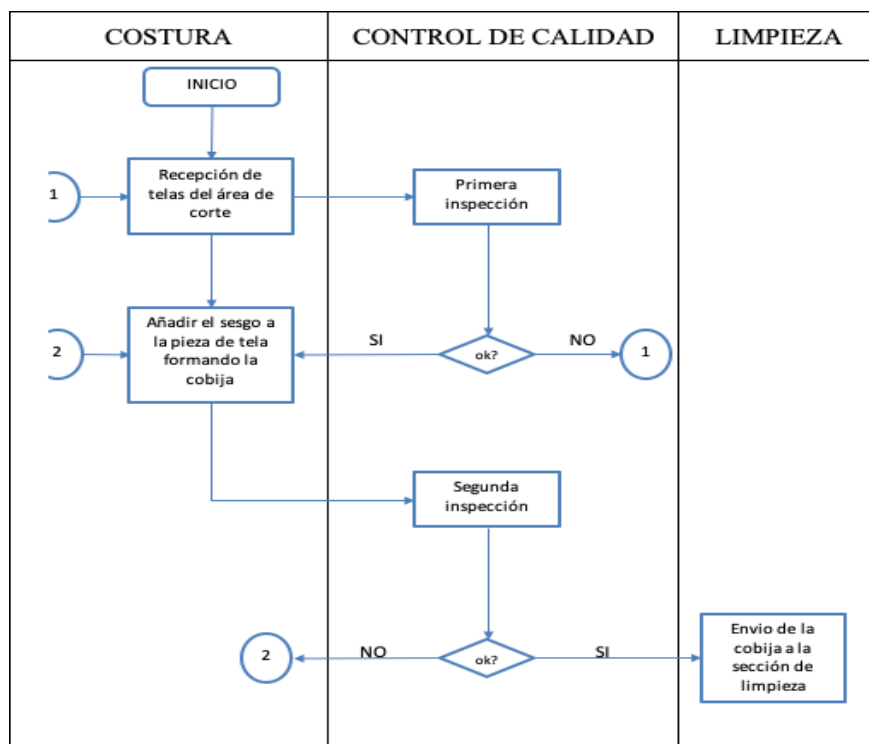 COSTURA
CONTROL DE CALIDAD
LIMPIEZA
INICIO
1
Recepción de
telas del área de
corte
Primera
inspección
2
Añadir el sesgo a
la pieza de tela
formando la
cobija
SI
ok?
NO
1
Segunda
inspección
2
NO
ok?
SI
Envio de la
cobija a la
sección de
limpieza